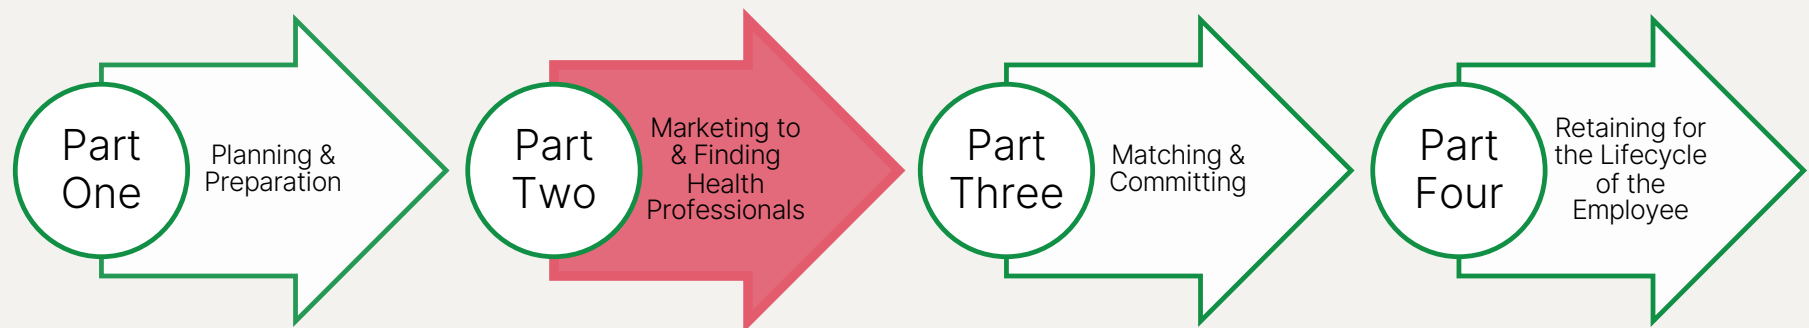 Part
One
Planning &
Preparation
Part
Two
Marketing to
& Finding
Health
Professionals
Part
Three
Matching &
Committing
Part
Four
Retaining for
the Lifecycle
of the
Employee